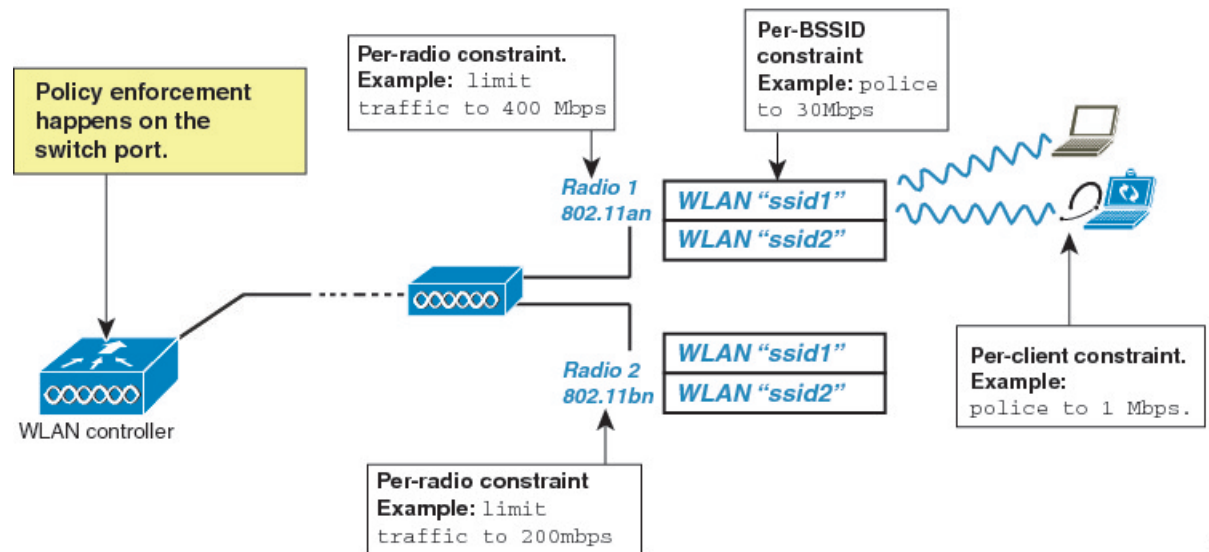 Policy enforcement
happens on the
switch port.
WLAN controller
Per-radio constraint.
Example: limit
traffic to 400 Mbps
Per-BSSID
constraint
Example: police
to 30Mbps
Radio 1
802.11an
WLAN “ssid1”
WLAN “ssid2”
Radio 2
802.11bn
WLAN “ssid1”
WLAN “ssid2”
Per-radio constraint
Example: limit
traffic to 200mbps
Per-client constraint.
Example:
police to 1 Mbps.